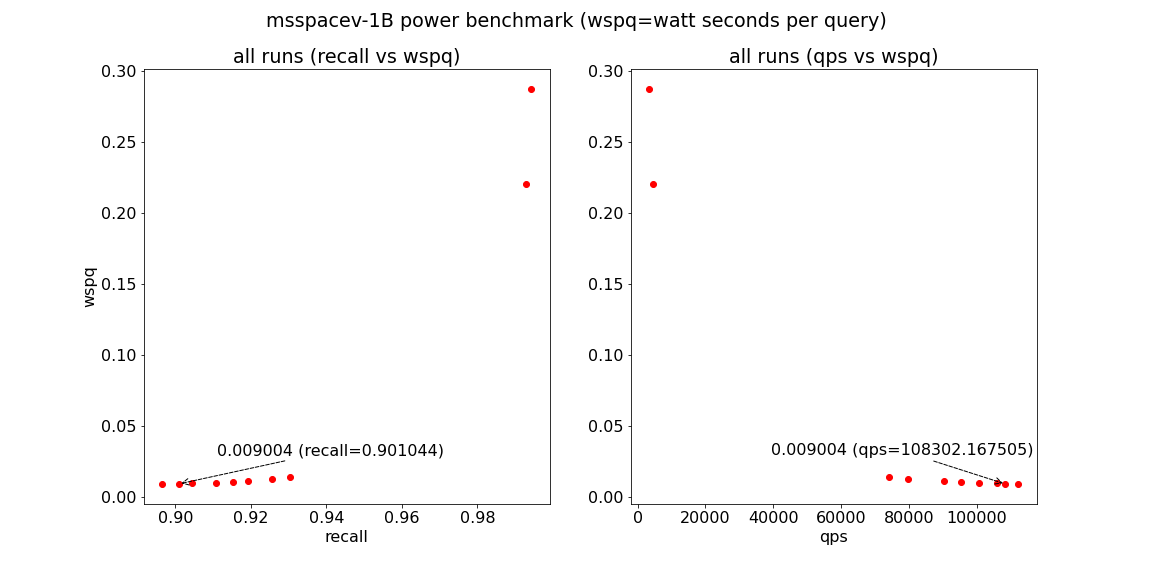 msspacev-1B power benchmark (wspq=watt seconds per query)
all runs (recall vs wspq)
0.30
0.25
0.20
0.15
0.10
0.05
0.00
wspq
0.009004 (recall=0.901044)
0.90 0.92 0.94 0.96 0.98
recall
all runs (qps vs wspq)
0.30
0.25
0.20
0.15
0.10
0.05
0.00
0.009004 (qps=108302.167505)
0 20000 40000 60000 80000 100000
qps